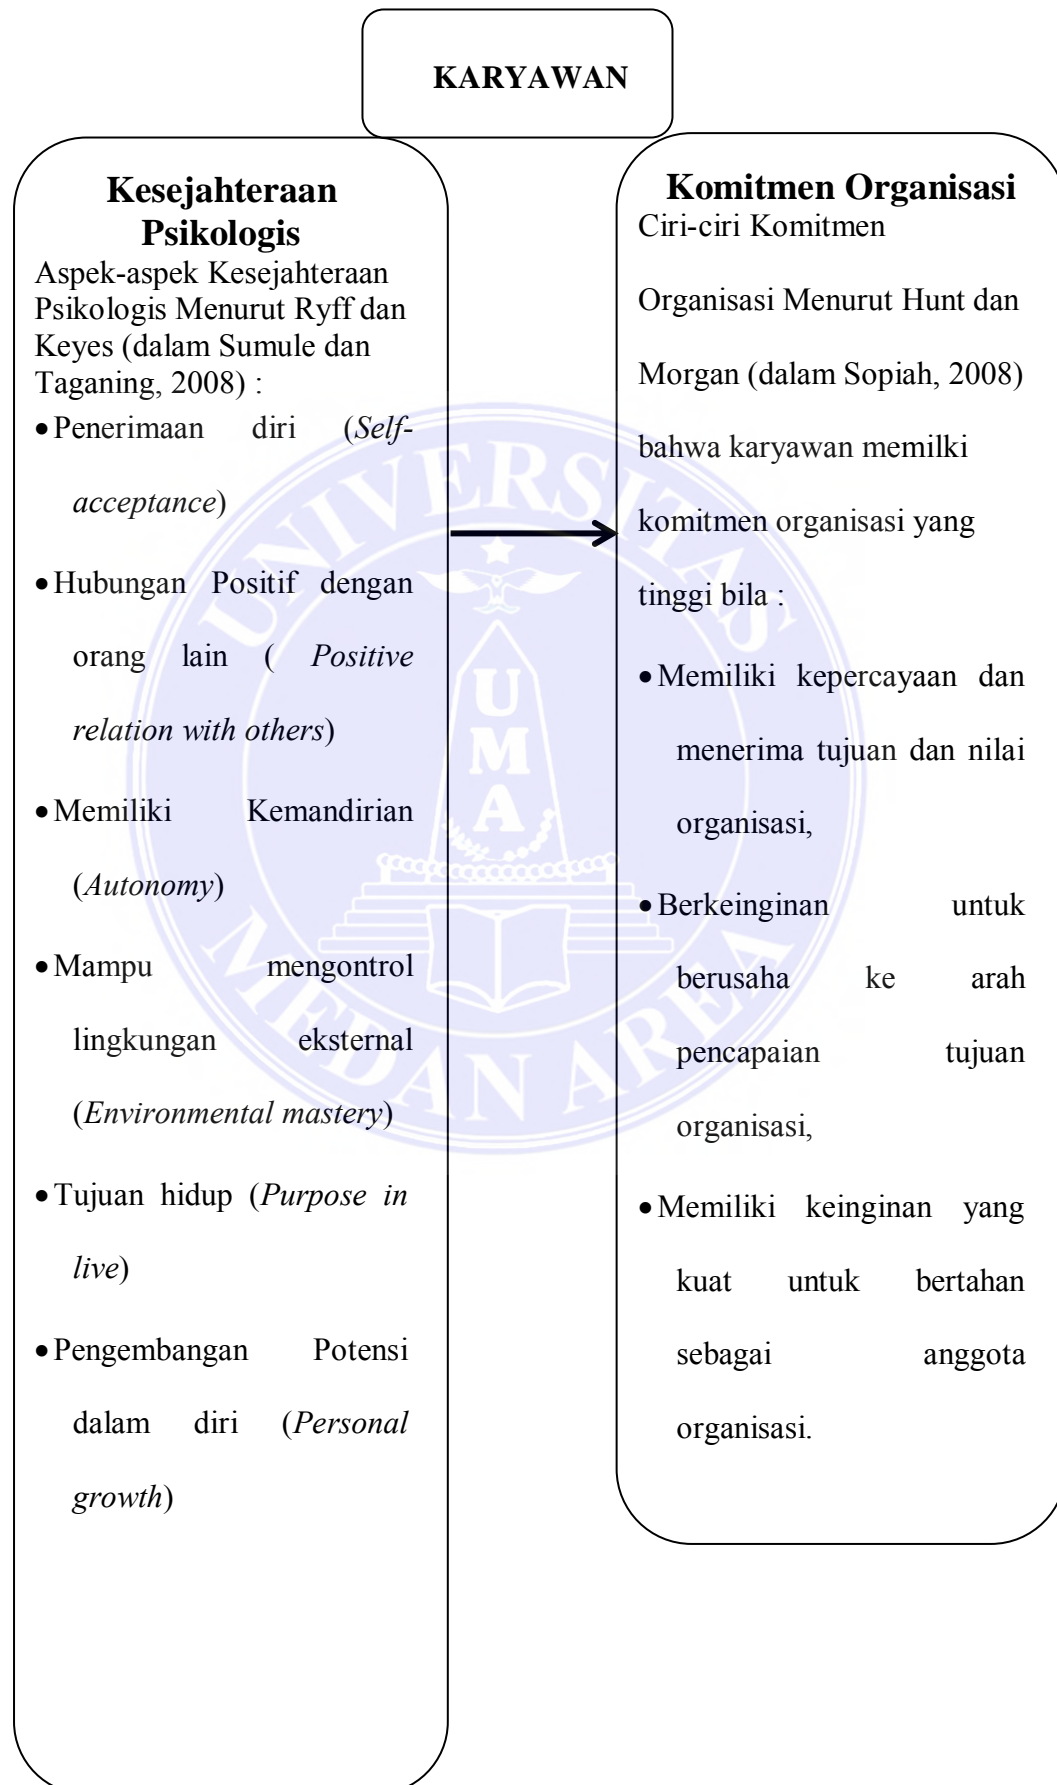 KARYAWAN
Kesejahteraan
Psikologis
Aspek-aspek Kesejahteraan
Psikologis Menurut Ryff dan
Keyes (dalam Sumule dan
Taganing, 2008) :
• Penerimaan diri (Self-
acceptance)
• Hubungan Positif dengan
orang lain ( Positive
relation with others)
• Memiliki Kemandirian
(Autonomy)
• Mampu mengontrol
lingkungan eksternal
(Environmental mastery)
• Tujuan hidup (Purpose in
live)
• Pengembangan Potensi
dalam diri (Personal
growth)
Komitmen Organisasi
Ciri-ciri Komitmen
Organisasi Menurut Hunt dan
Morgan (dalam Sopiah, 2008)
bahwa karyawan memilki
komitmen organisasi yang
tinggi bila :
• Memiliki kepercayaan dan
menerima tujuan dan nilai
organisasi,
• Berkeinginan untuk
berusaha ke arah
pencapaian tujuan
organisasi,
• Memiliki keinginan yang
kuat untuk bertahan
sebagai anggota
organisasi.
UNIVERSITAS
UMA
MEDAN AREA